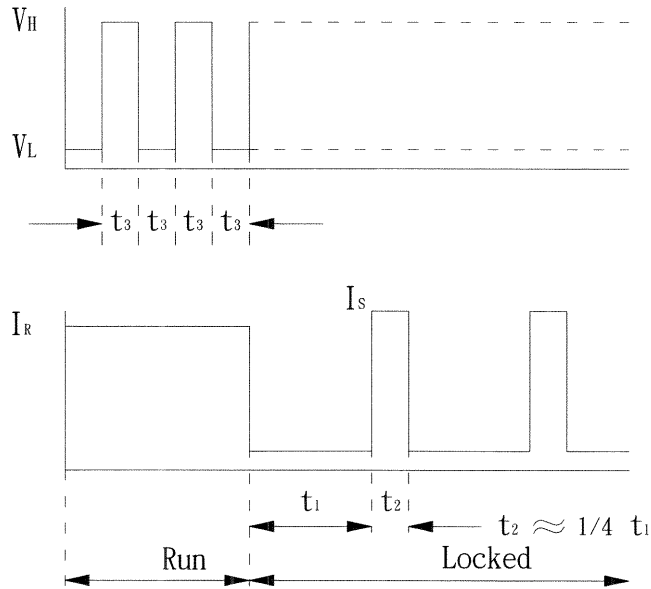 VH
VL
t3 t3 t3 t3
IR
IS
t1 t2
t2 ≈ 1/4 t1
Run
Locked